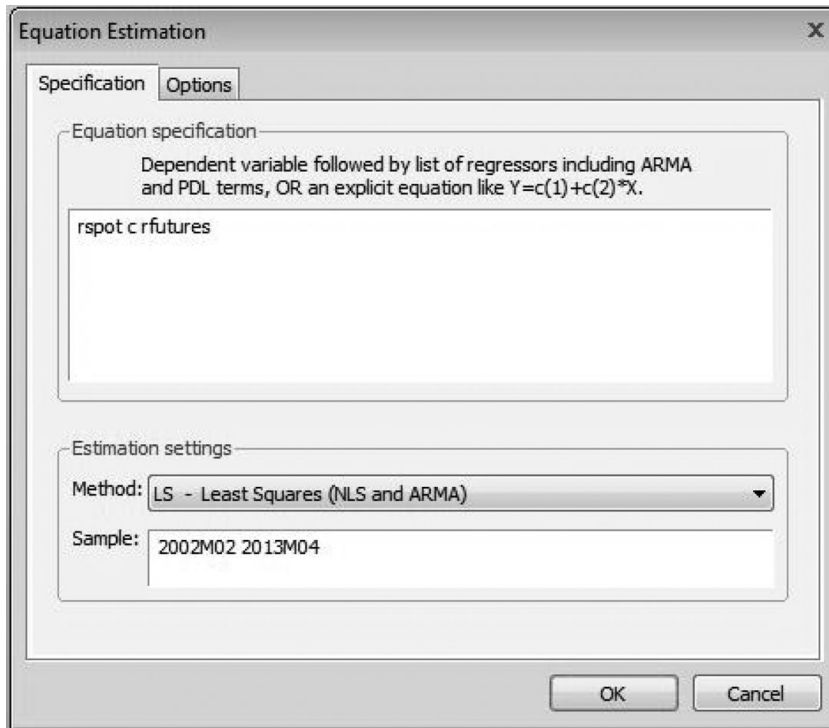 Equation Estimation
x
Specification
Options
Equation specification
Dependent variable followed by list of regressors including ARMA
and PDL terms, OR an explicit equation like Y=c(1)+c(2)*X.
rspot c rfutures
Estimation settings
Method:
LS - Least Squares (NLS and ARMA)
Sample:
2002M02 2013M04
OK
Cancel